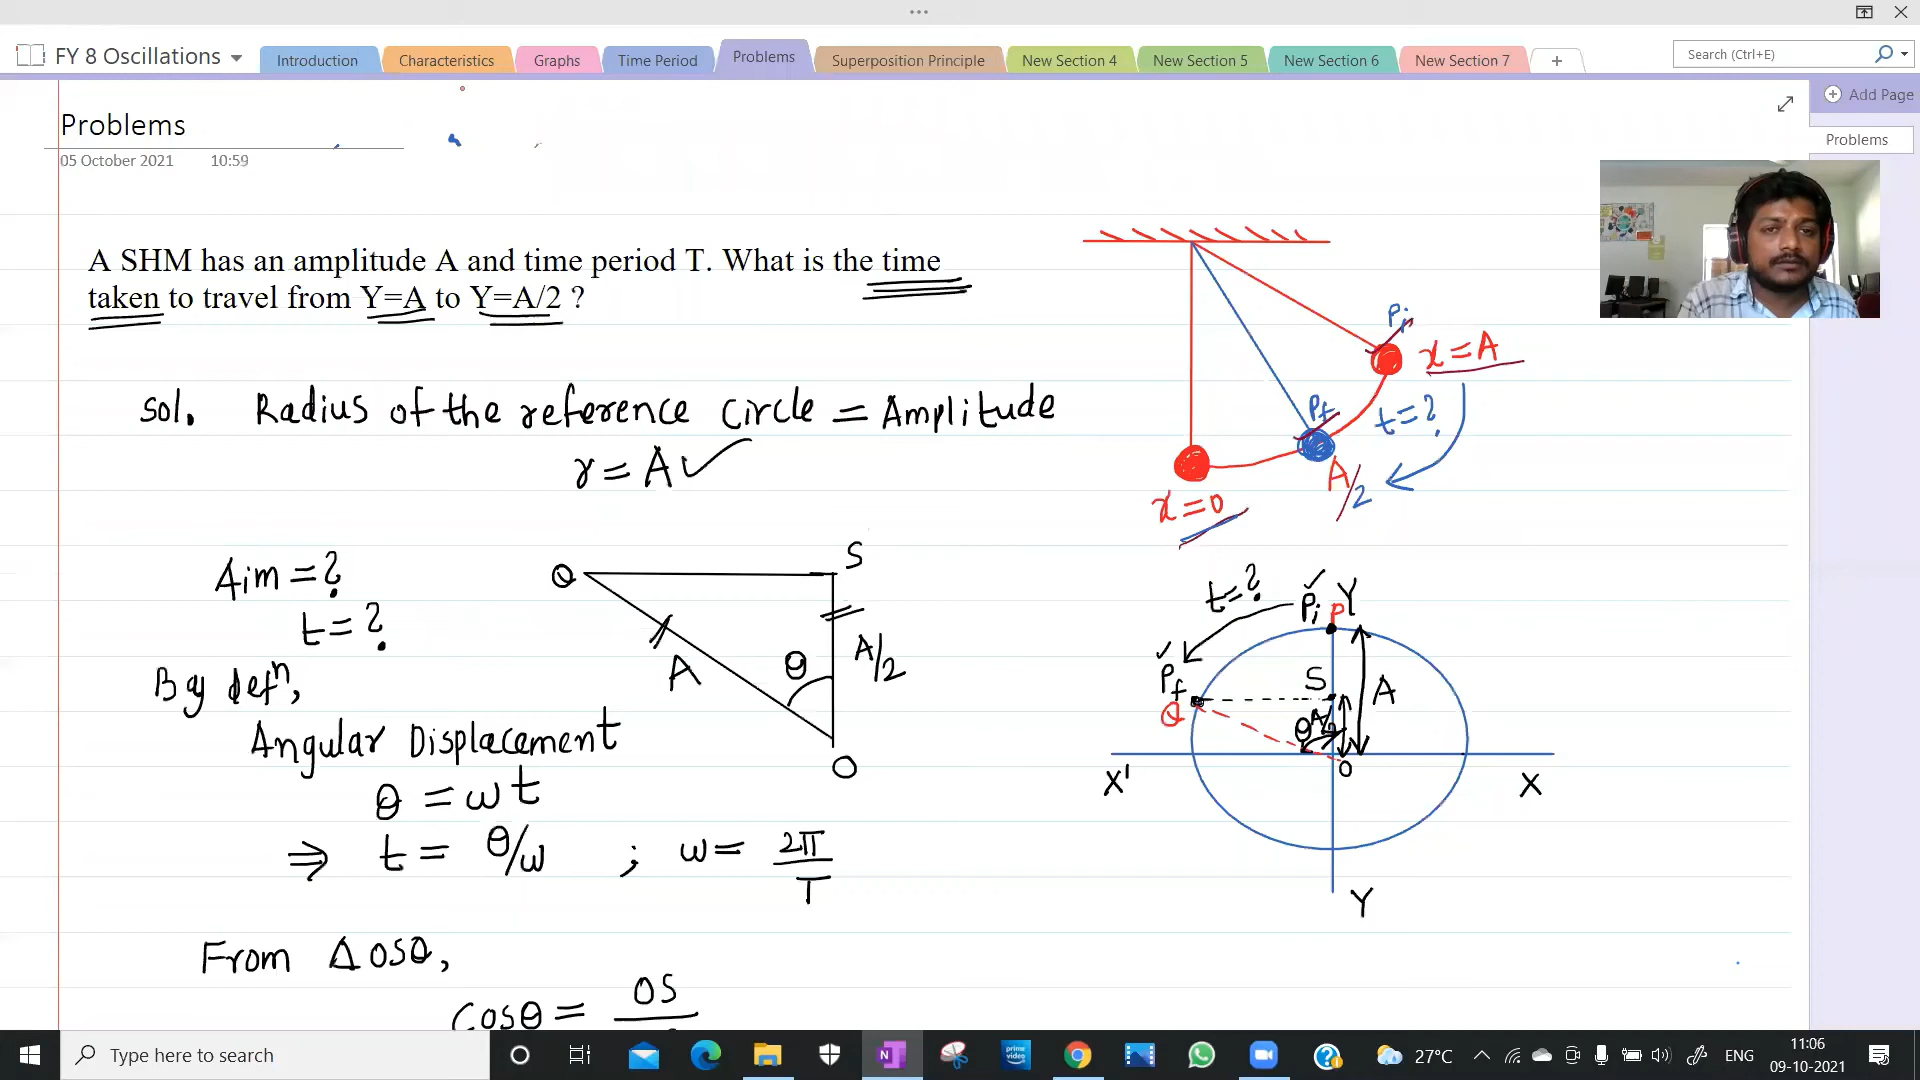 FY 8 Oscillations
Introduction
Characteristics
Graphs
Time Period
Problems
Superposition Principle
New Section 4
New Section 5
New Section 6
New Section 7
+
Search (Ctrl+E)
Add Page
Problems
Problems
05 October 2021 10:59
A SHM has an amplitude A and time period T. What is the time
taken to travel from Y=A to Y=A/2 ?
Sol. Radius of the reference circle = Amplitude
r = A ✓
Aim = ?
t = ?
By defⁿ,
Angular Displacement
θ = ωt
⇒ t = θ/ω ; ω = 2π/T
From Δ OSQ,
Cosθ = OS
Q
S
A
θ
A/2
O
Pi
x = A
Pf
t = ?
A/2
x = 0
t = ?
Pi
P
Y
Pf
Q
S
A
θ
A/2
O
X'
X
Y
Type here to search
prime video
27°C
ENG
11:06
09-10-2021